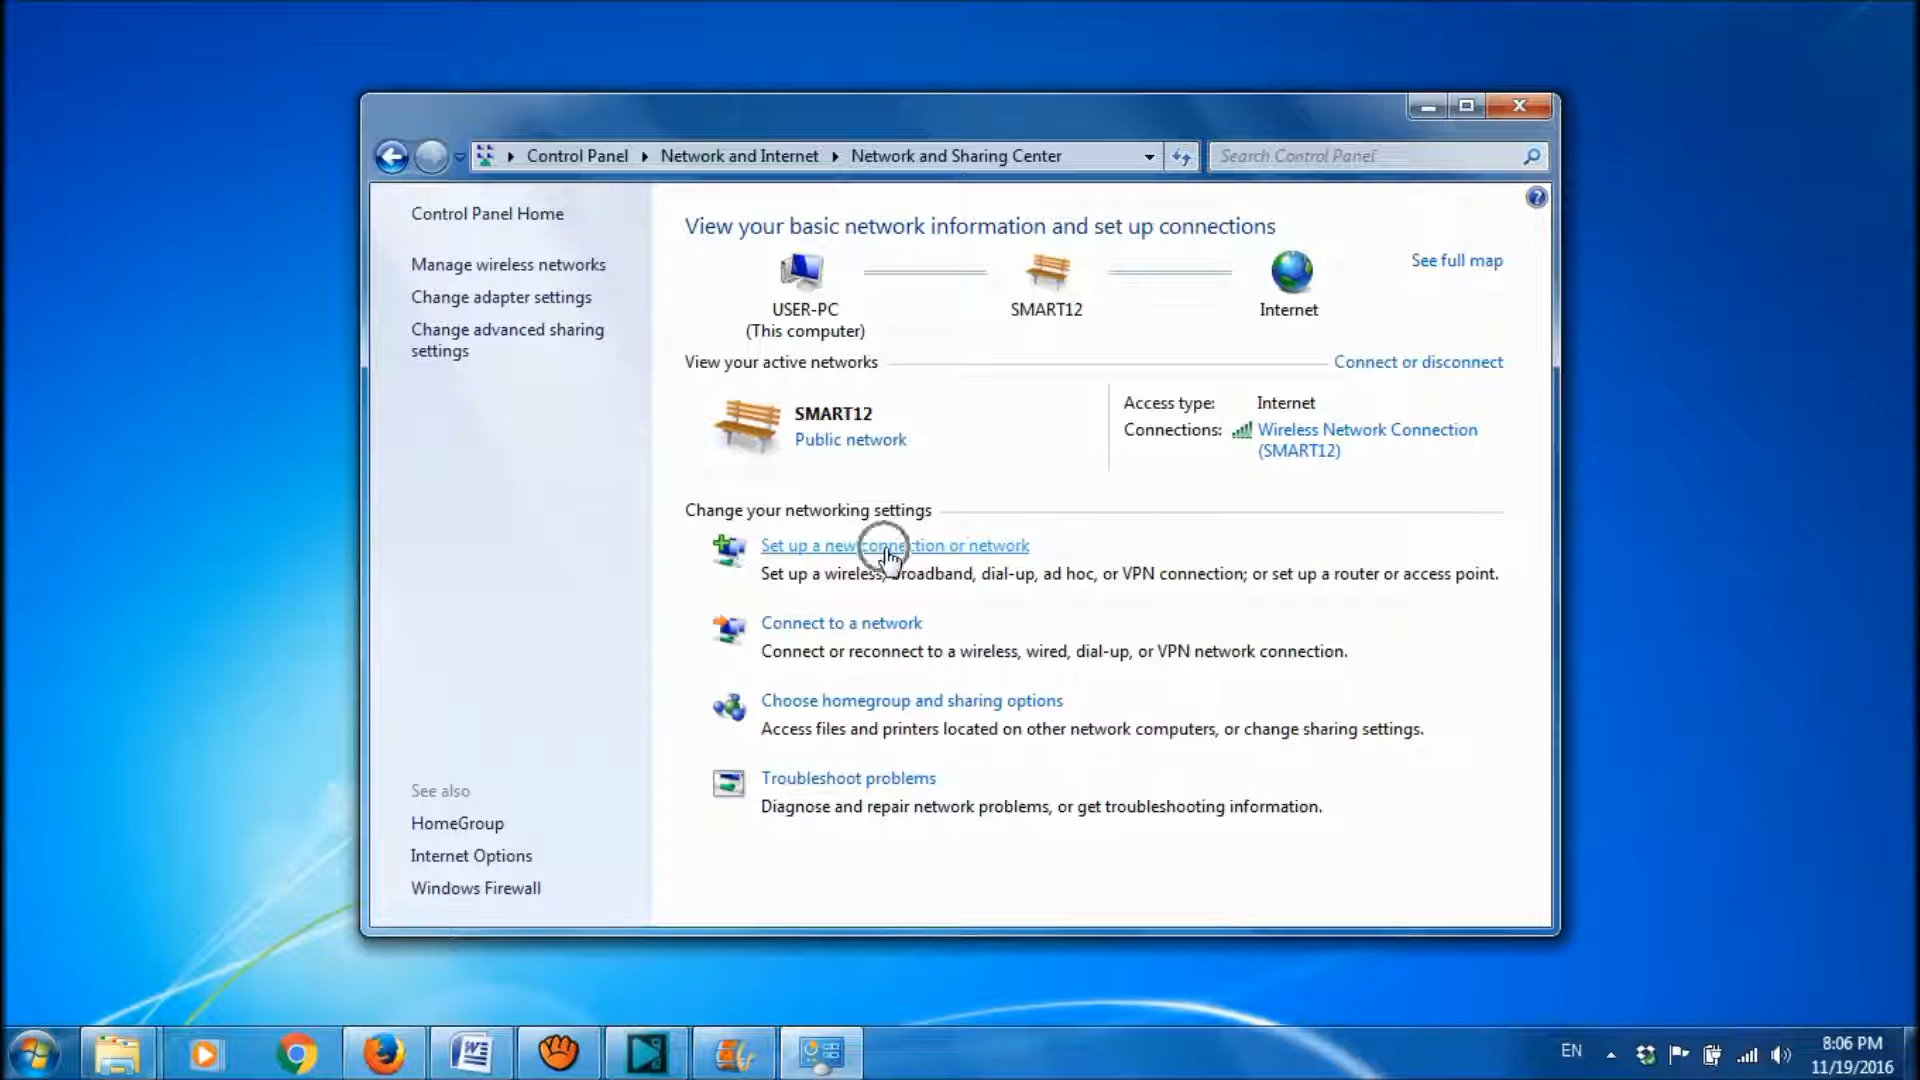 Control Panel
Network and Internet
Network and Sharing Center
Search Control Panel
Control Panel Home
Manage wireless networks
Change adapter settings
Change advanced sharing
settings
See also
HomeGroup
Internet Options
Windows Firewall
View your basic network information and set up connections
USER-PC
(This computer)
SMART12
Internet
See full map
View your active networks
Connect or disconnect
SMART12
Public network
Access type: Internet
Connections: Wireless Network Connection
(SMART12)
Change your networking settings
Set up a new connection or network
Set up a wireless, broadband, dial-up, ad hoc, or VPN connection; or set up a router or access point.
Connect to a network
Connect or reconnect to a wireless, wired, dial-up, or VPN network connection.
Choose homegroup and sharing options
Access files and printers located on other network computers, or change sharing settings.
Troubleshoot problems
Diagnose and repair network problems, or get troubleshooting information.
EN
8:06 PM
11/19/2016